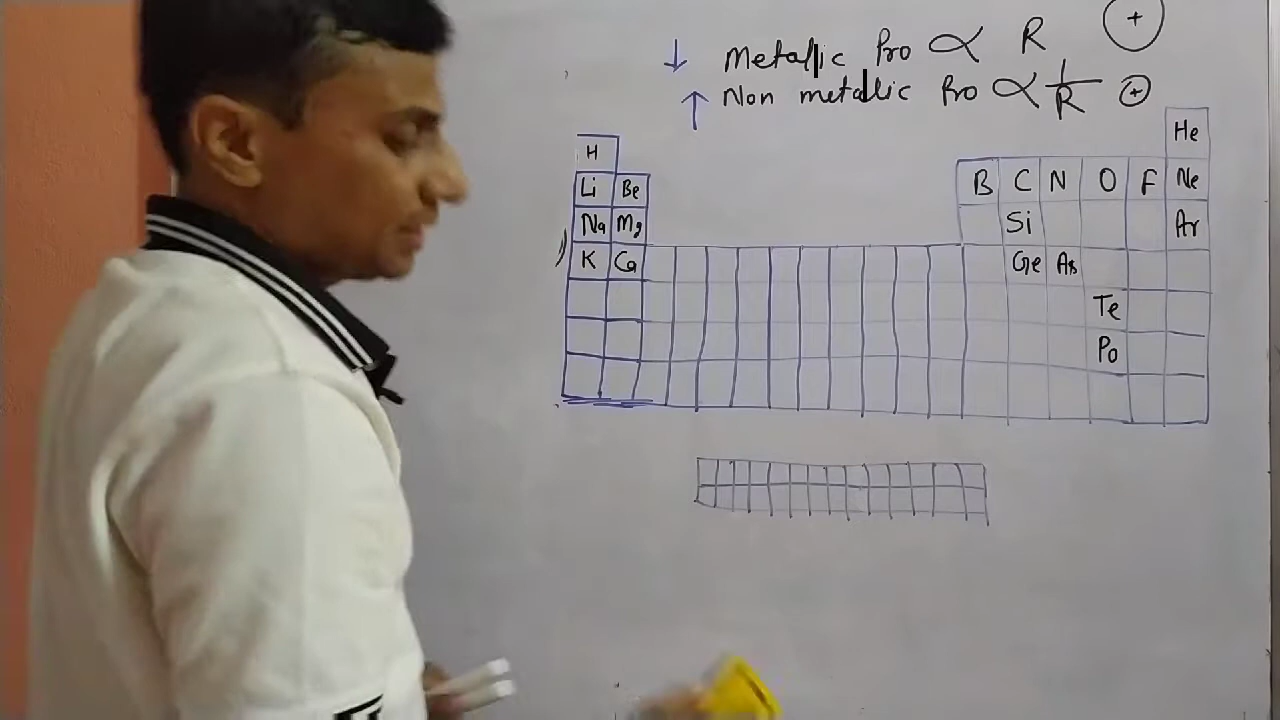 ↓ Metallic Pro ∝ R +
↑ Non metallic Pro ∝ 1/R +
He
H
Li Be B C N O F Ne
Na Mg Si Ar
K Ca Ge As
Te
Po